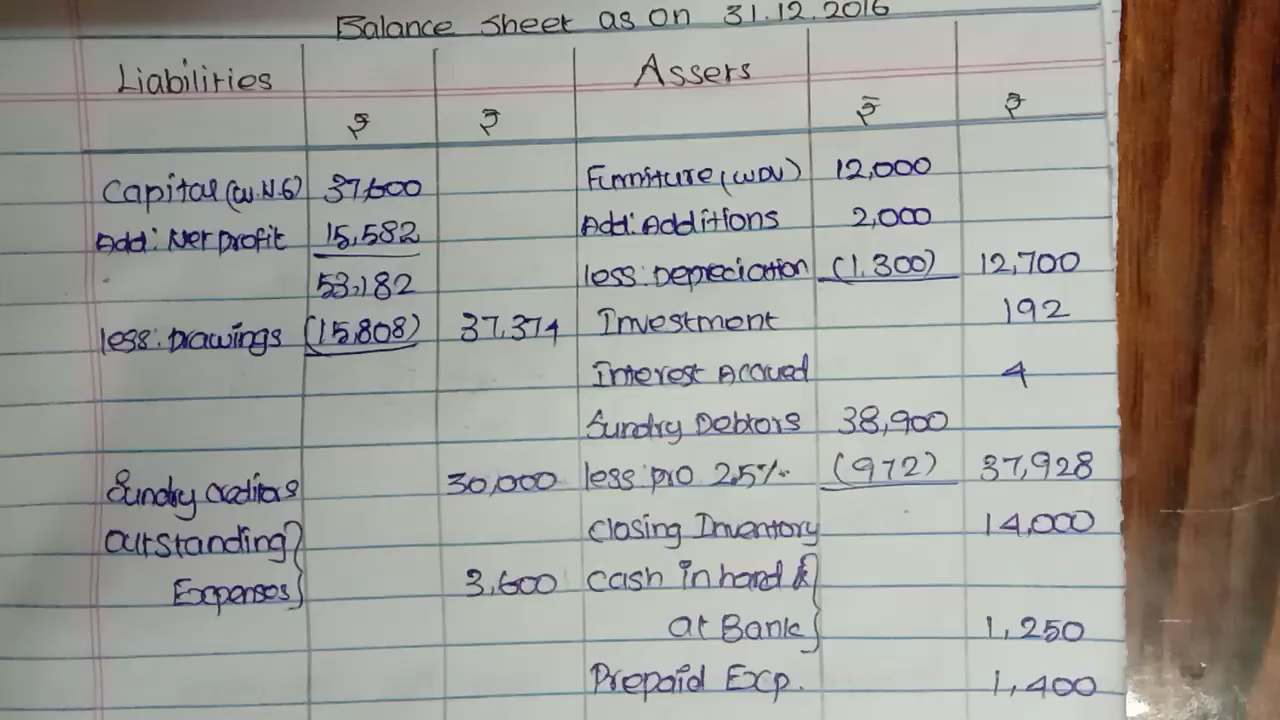 Balance sheet as on 31.12.2016
Liabilities ₹ ₹ Assers ₹ ₹
Capital (W.N.6) 37,600 Furniture (WDV) 12,000
Add: Net profit 15,582 Add: Additions 2,000
53,182 less: Depreciation (1,300) 12,700
less: Drawings (15,808) 37,374 Investment 192
Interest Accrued 4
Sundry Debtors 38,900
Sundry creditors 30,000 less pro 2.5% (972) 37,928
Outstanding Closing Inventory 14,000
Expenses} 3,600 Cash in hand &
at Bank} 1,250
Prepaid Exp. 1,400